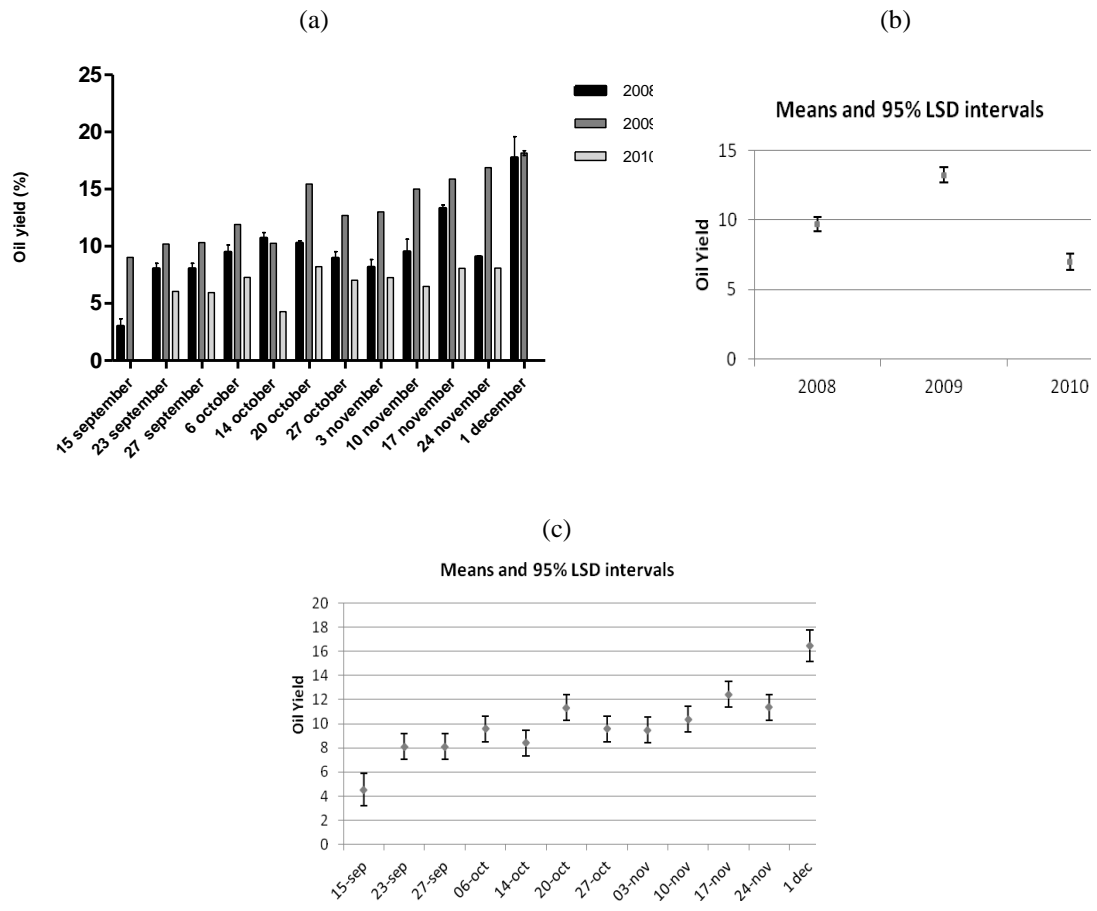 (a)
(b)
25
20
15
10
5
0
Oil yield (%)
2008
2009
2010
15 september
23 september
27 september
6 october
14 october
20 october
27 october
3 november
10 november
17 november
24 november
1 december
Means and 95% LSD intervals
15
10
5
0
Oil Yield
2008
2009
2010
(c)
Means and 95% LSD intervals
20
18
16
14
12
10
8
6
4
2
0
Oil Yield
15-sep
23-sep
27-sep
06-oct
14-oct
20-oct
27-oct
03-nov
10-nov
17-nov
24-nov
1 dec